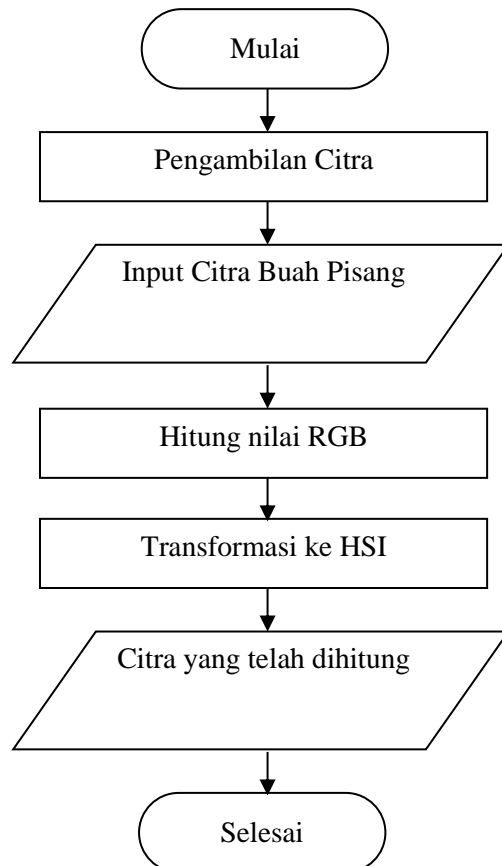 Mulai
Pengambilan Citra
Input Citra Buah Pisang
Hitung nilai RGB
Transformasi ke HSI
Citra yang telah dihitung
Selesai